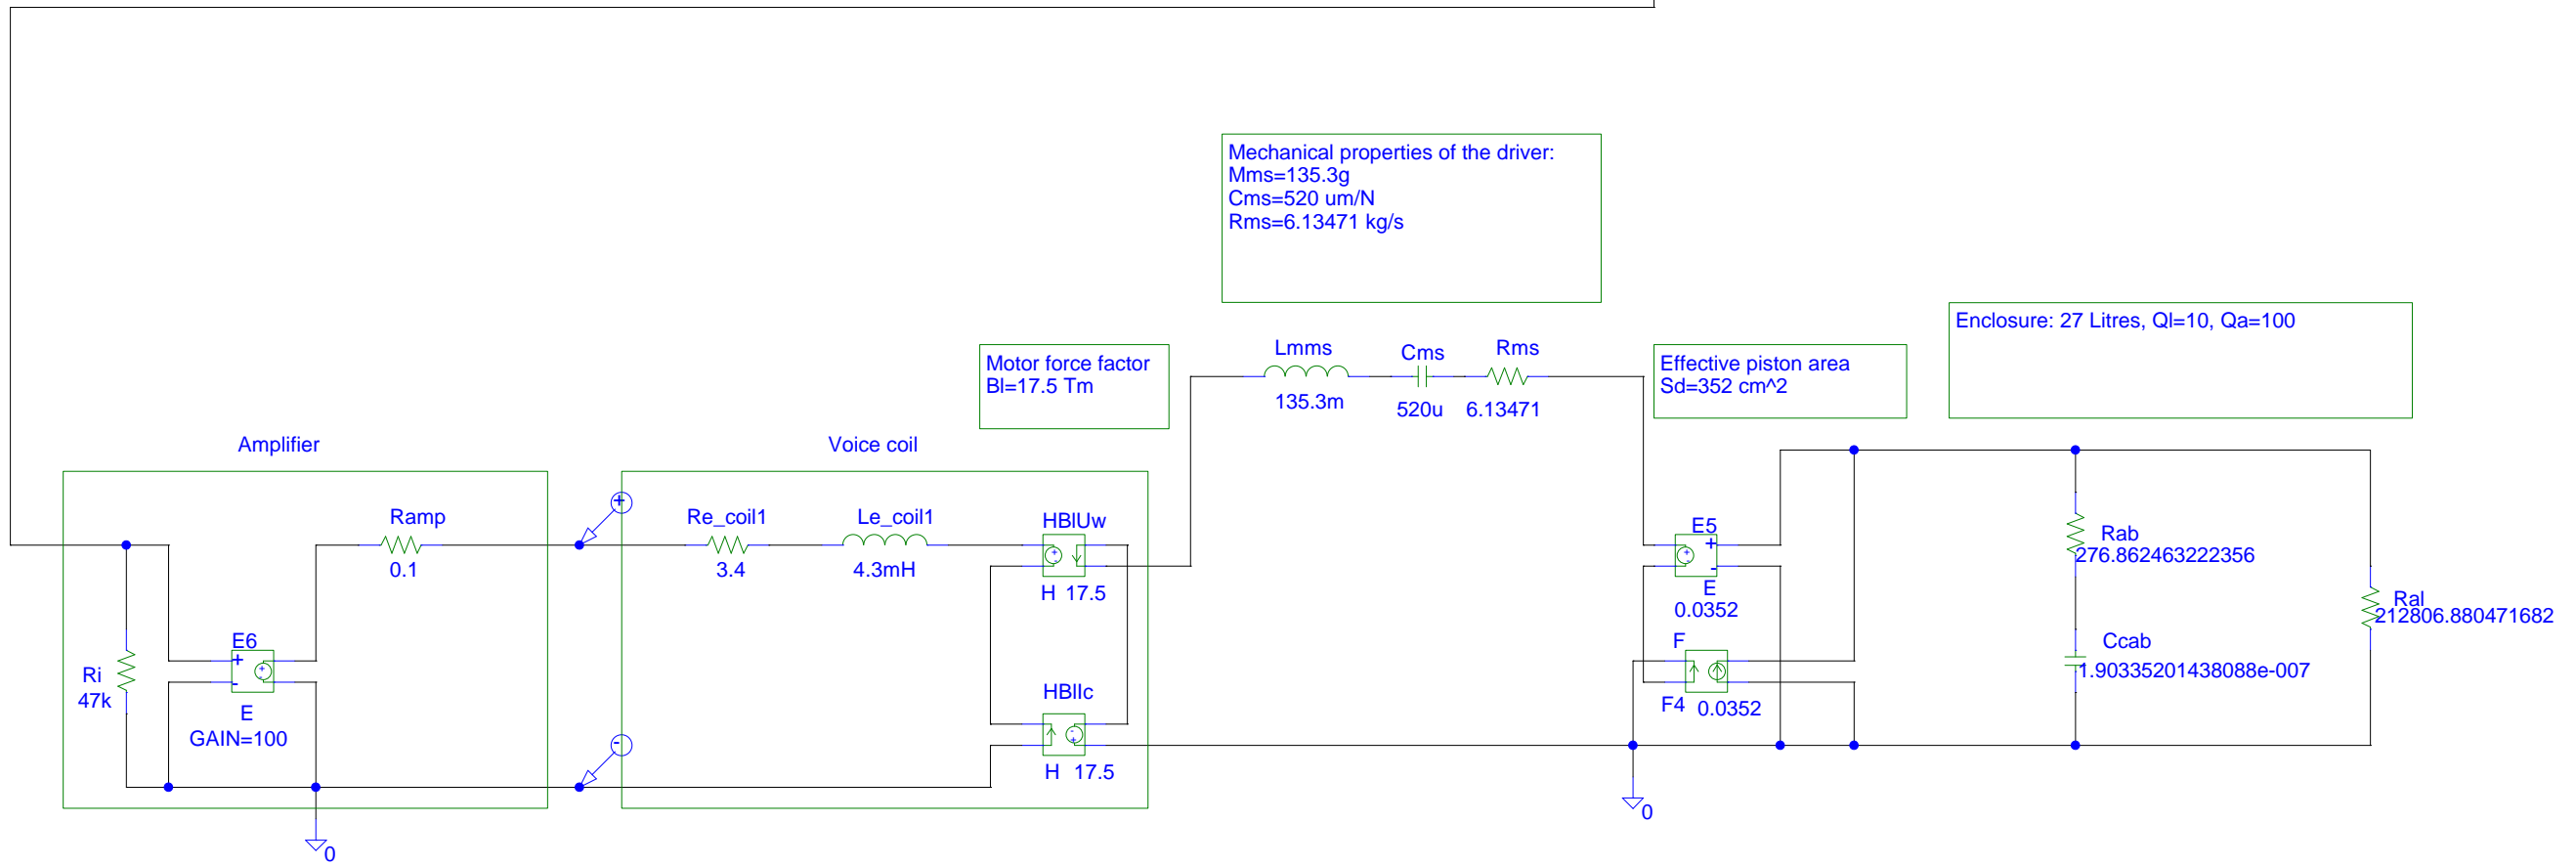 Mechanical properties of the driver:
Mms=135.3g
Cms=520 um/N
Rms=6.13471 kg/s
Enclosure: 27 Litres, Ql=10, Qa=100
Motor force factor
Bl=17.5 Tm
Lmms
135.3m
Cms
520u
Rms
6.13471
Effective piston area
Sd=352 cm^2
Amplifier
Voice coil
Ramp
0.1
Re_coil1
3.4
Le_coil1
4.3mH
HBlUw
H 17.5
E5
+
-
E
0.0352
Rab
276.862463222356
Ral
212806.880471682
E6
+
-
E
GAIN=100
Ri
47k
F
F4 0.0352
Ccab
1.90335201438088e-007
HBlIc
H 17.5
+
-
0
0